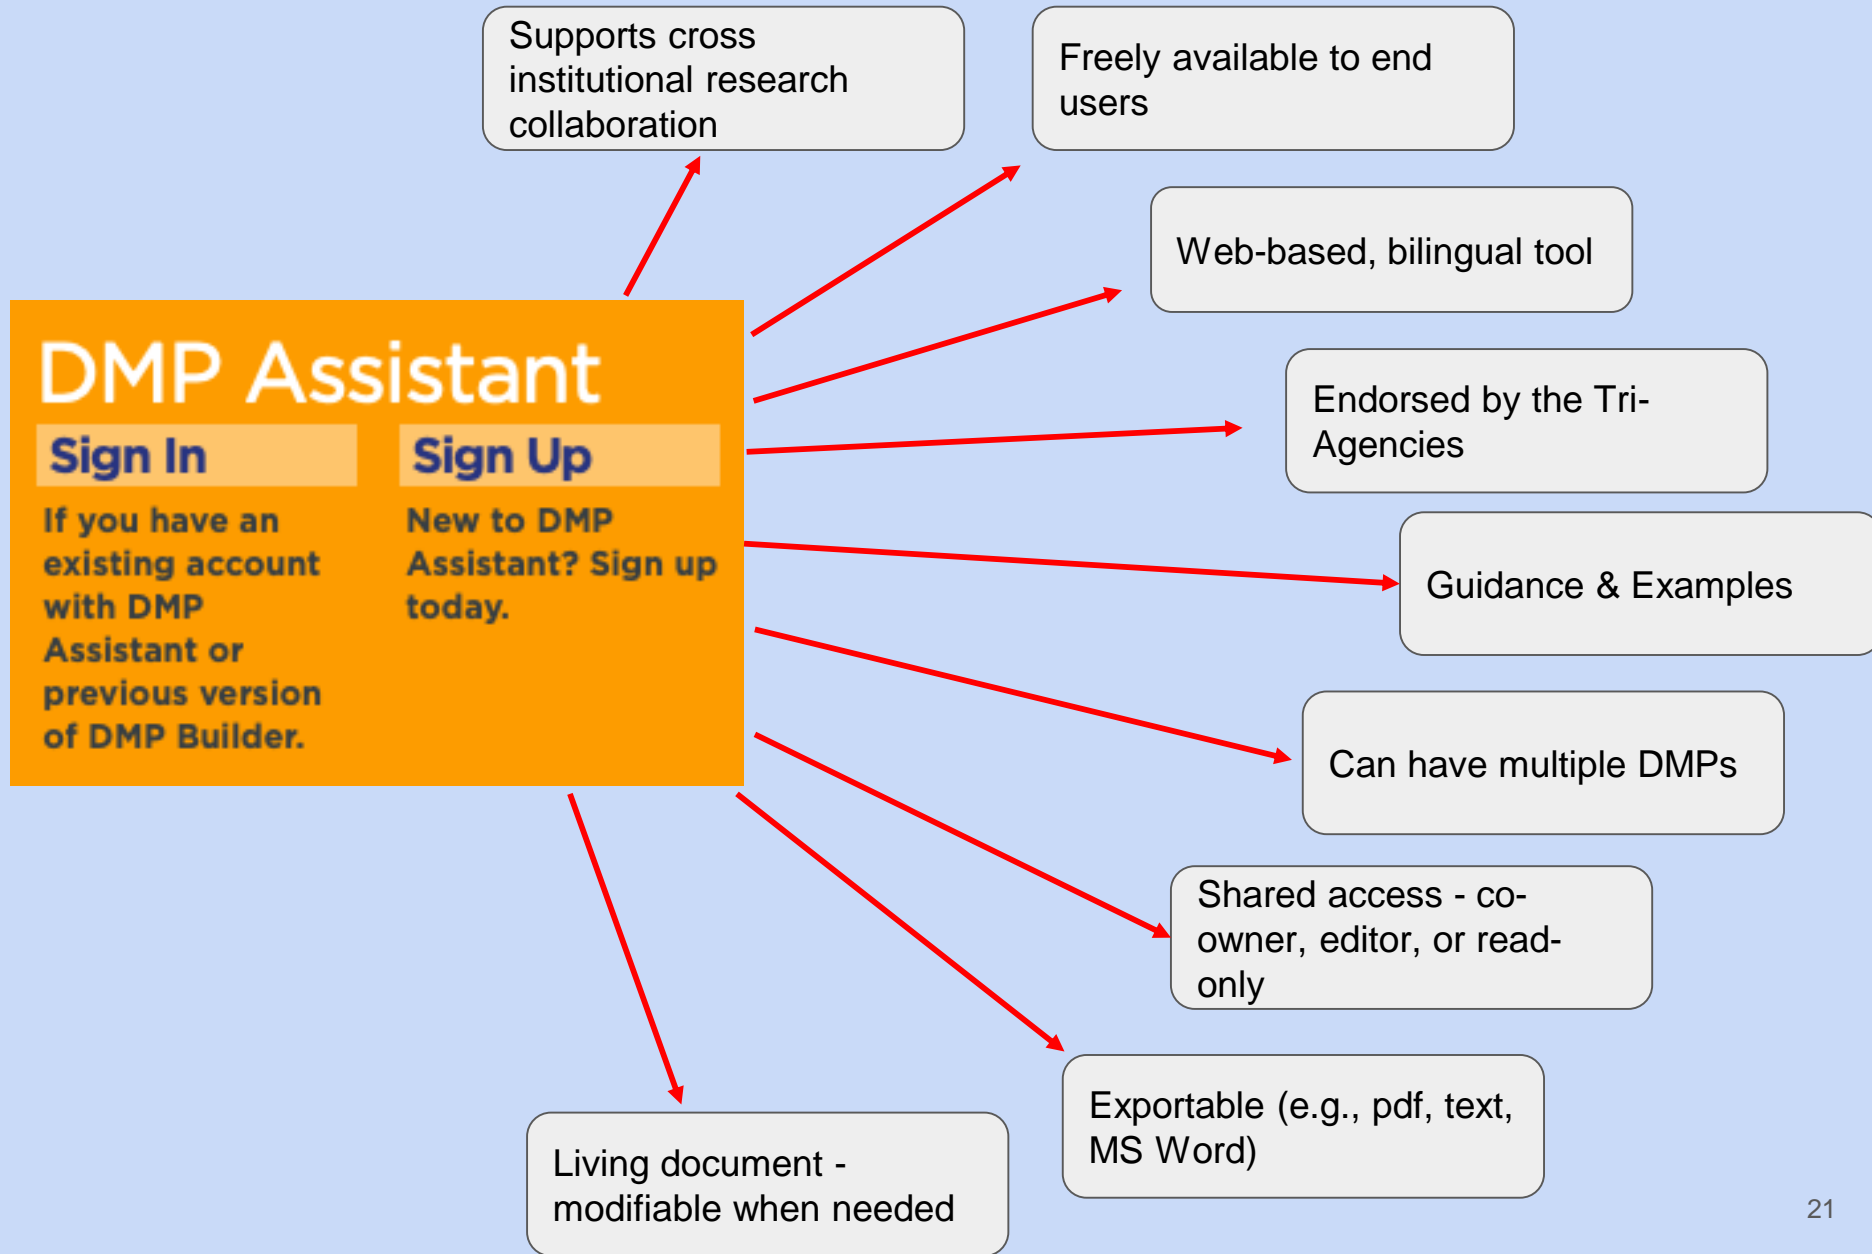 Supports cross
institutional research
collaboration
Freely available to end
users
Web-based, bilingual tool
Endorsed by the Tri-
Agencies
DMP Assistant
Sign In
If you have an
existing account
with DMP
Assistant or
previous version
of DMP Builder.
Sign Up
New to DMP
Assistant? Sign up
today.
Guidance & Examples
Can have multiple DMPs
Shared access - co-
owner, editor, or read-
only
Exportable (e.g., pdf, text,
MS Word)
Living document -
modifiable when needed
21